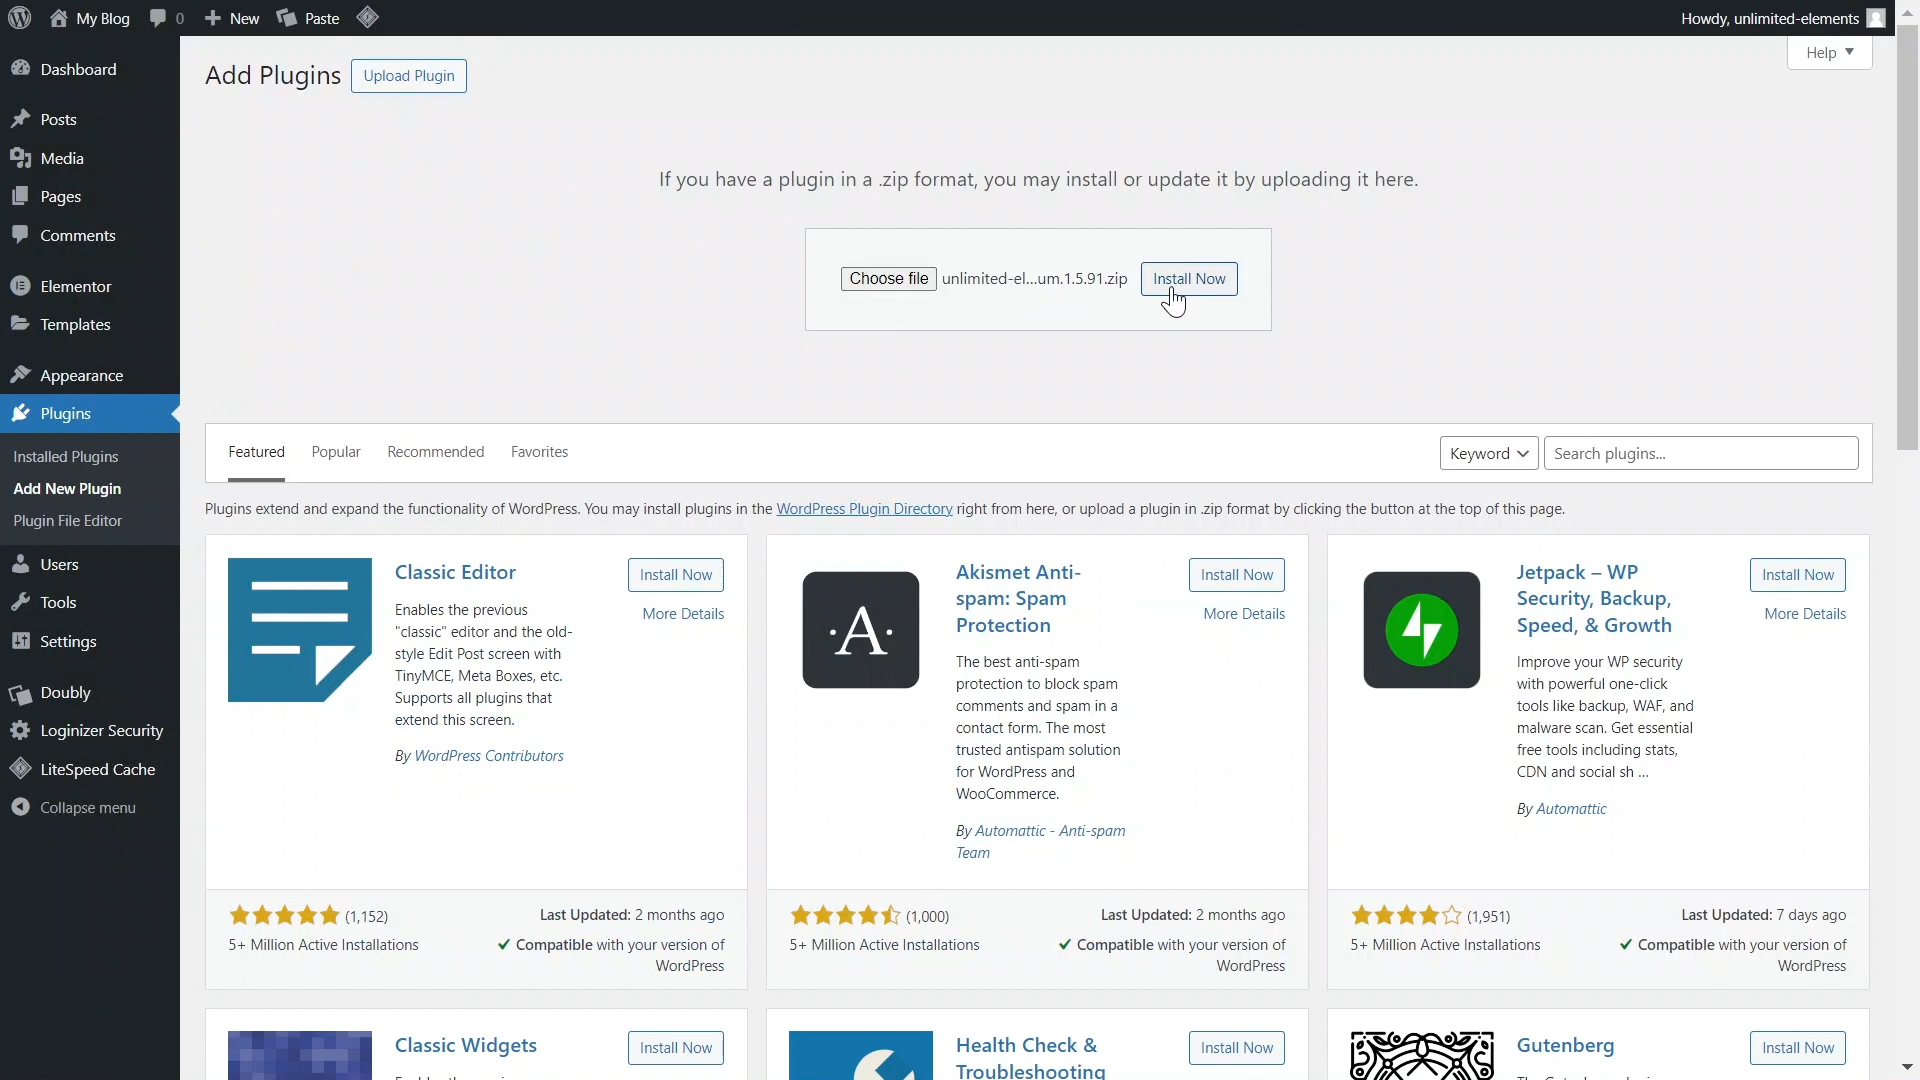 My Blog 0 New Paste Howdy, unlimited-elements
Help
Dashboard
Posts
Media
Pages
Comments
Elementor
Templates
Appearance
Plugins
Installed Plugins
Add New Plugin
Plugin File Editor
Users
Tools
Settings
Doubly
Loginizer Security
LiteSpeed Cache
Collapse menu
Add Plugins Upload Plugin
If you have a plugin in a .zip format, you may install or update it by uploading it here.
Choose file unlimited-el...um.1.5.91.zip Install Now
Featured Popular Recommended Favorites Keyword Search plugins...
Plugins extend and expand the functionality of WordPress. You may install plugins in the WordPress Plugin Directory right from here, or upload a plugin in .zip format by clicking the button at the top of this page.
Classic Editor
Install Now
More Details
Enables the previous
"classic" editor and the old-
style Edit Post screen with
TinyMCE, Meta Boxes, etc.
Supports all plugins that
extend this screen.
By WordPress Contributors
(1,152)
5+ Million Active Installations
Last Updated: 2 months ago
Compatible with your version of
WordPress
·A·
Akismet Anti-
spam: Spam
Protection
Install Now
More Details
The best anti-spam
protection to block spam
comments and spam in a
contact form. The most
trusted antispam solution
for WordPress and
WooCommerce.
By Automattic - Anti-spam
Team
(1,000)
5+ Million Active Installations
Last Updated: 2 months ago
Compatible with your version of
WordPress
Jetpack – WP
Security, Backup,
Speed, & Growth
Install Now
More Details
Improve your WP security
with powerful one-click
tools like backup, WAF, and
malware scan. Get essential
free tools including stats,
CDN and social sh ...
By Automattic
(1,951)
5+ Million Active Installations
Last Updated: 7 days ago
Compatible with your version of
WordPress
Classic Widgets
Install Now
Health Check &
Troubleshooting
Install Now
Gutenberg
Install Now